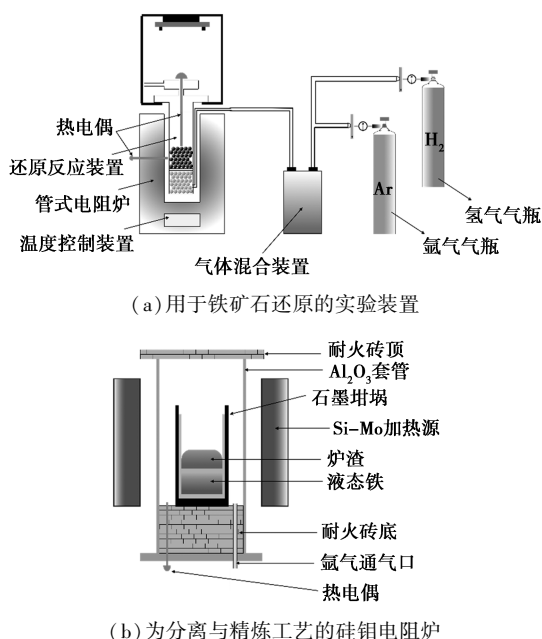 热电偶
还原反应装置
管式电阻炉
温度控制装置
气体混合装置
H2
Ar
氢气气瓶
氩气气瓶
(a)用于铁矿石还原的实验装置
耐火砖顶
Al2O3套管
石墨坩埚
Si-Mo加热源
炉渣
液态铁
耐火砖底
氩气通气口
热电偶
(b)为分离与精炼工艺的硅钼电阻炉